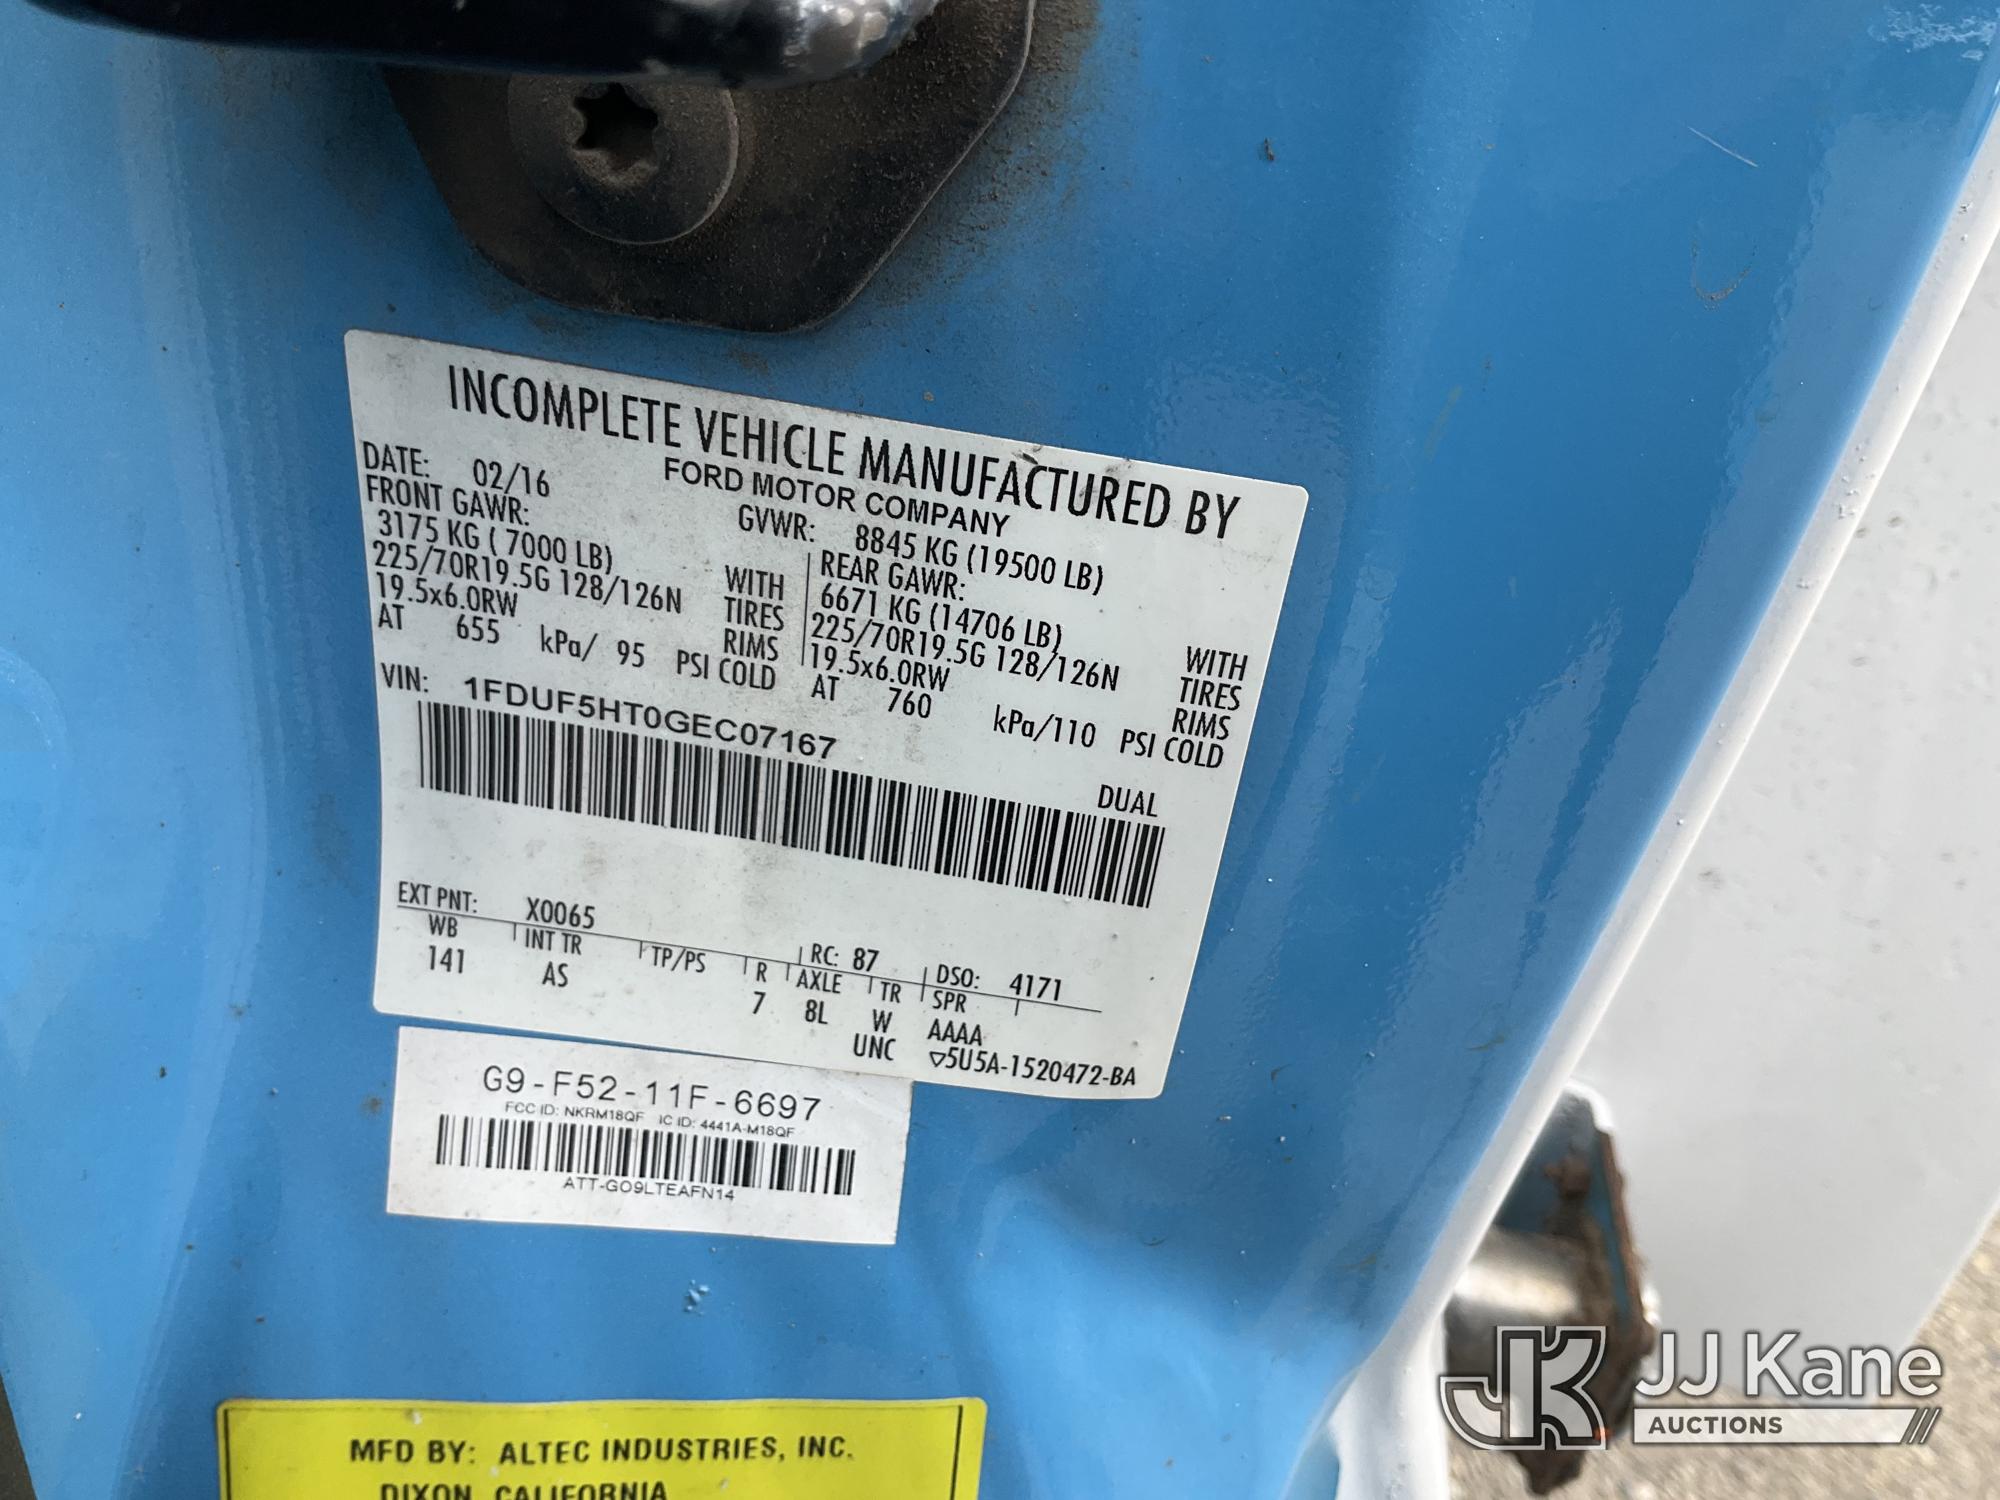 INCOMPLETE VEHICLE MANUFACTURED BY
FORD MOTOR COMPANY
DATE: 02/16 GVWR: 8845 KG (19500 LB)
FRONT GAWR: REAR GAWR:
3175 KG ( 7000 LB) WITH 6671 KG (14706 LB) WITH
225/70R19.5G 128/126N TIRES 225/70R19.5G 128/126N TIRES
19.5x6.0RW RIMS 19.5x6.0RW RIMS
AT 655 kPa/ 95 PSI COLD AT 760 kPa/110 PSI COLD
VIN: 1FDUF5HT0GEC07167
DUAL
EXT PNT: X0065 RC: 87 DSO: 4171
WB INT TR TP/PS R AXLE TR SPR
141 AS 7 8L W AAAA
UNC ▽5U5A-1520472-BA
G9-F52-11F-6697
FCC ID: NKRM18QF IC ID: 4441A-M18QF
ATT-GO9LTEAFN14
MFD BY: ALTEC INDUSTRIES, INC.
DIXON, CALIFORNIA
JK JJ Kane
AUCTIONS